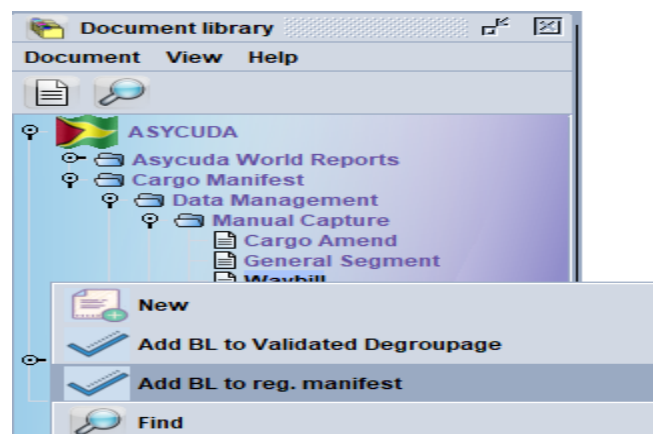 Document library
Document View Help
ASYCUDA
Asycuda World Reports
Cargo Manifest
Data Management
Manual Capture
Cargo Amend
General Segment
Waybill
New
Add BL to Validated Degroupage
Add BL to reg. manifest
Find